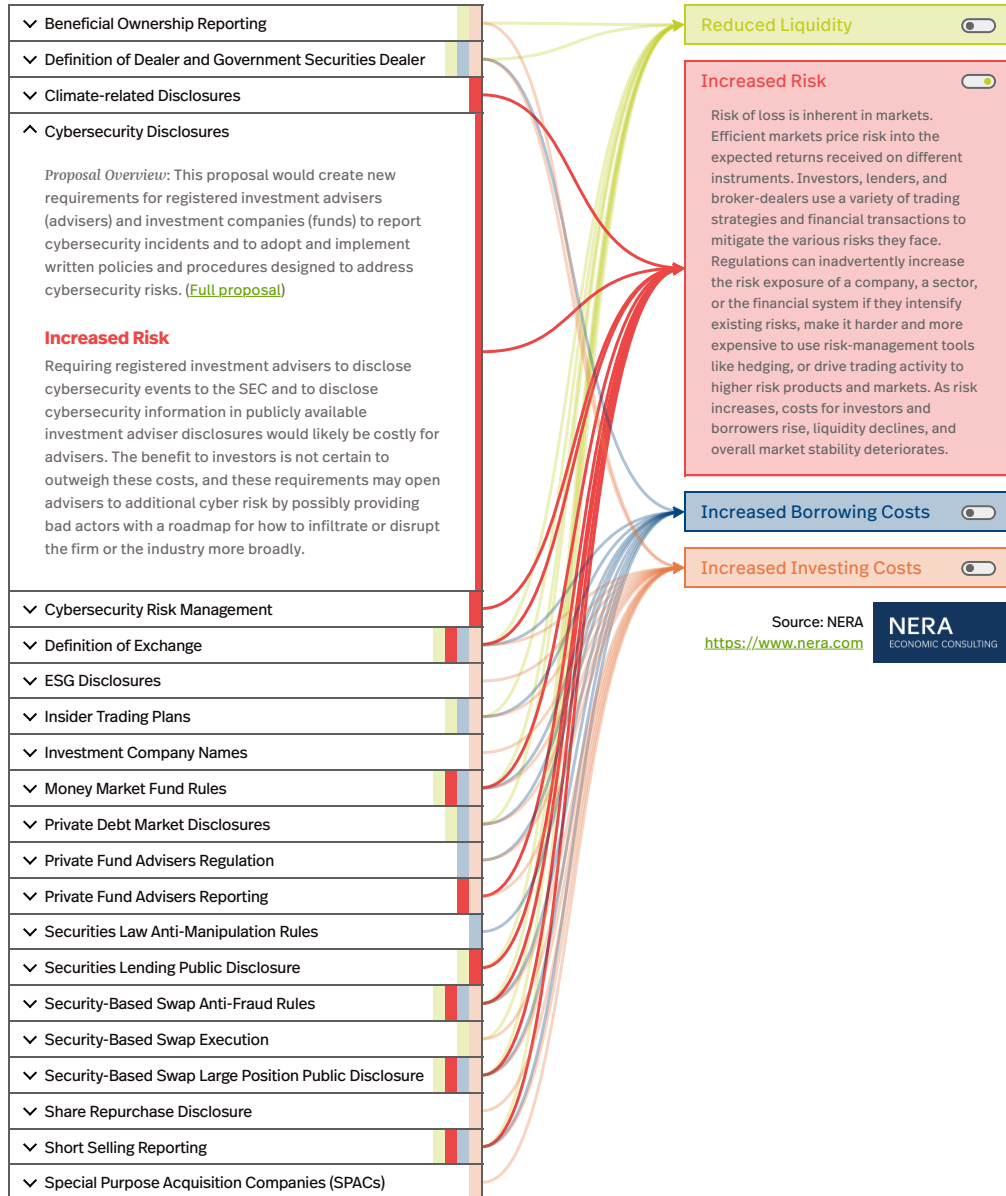 Beneficial Ownership Reporting
Definition of Dealer and Government Securities Dealer
Climate-related Disclosures
Cybersecurity Disclosures
Proposal Overview: This proposal would create new
requirements for registered investment advisers
(advisers) and investment companies (funds) to report
cybersecurity incidents and to adopt and implement
written policies and procedures designed to address
cybersecurity risks. (Full proposal)
Increased Risk
Requiring registered investment advisers to disclose
cybersecurity events to the SEC and to disclose
cybersecurity information in publicly available
investment adviser disclosures would likely be costly for
advisers. The benefit to investors is not certain to
outweigh these costs, and these requirements may open
advisers to additional cyber risk by possibly providing
bad actors with a roadmap for how to infiltrate or disrupt
the firm or the industry more broadly.
Cybersecurity Risk Management
Definition of Exchange
ESG Disclosures
Insider Trading Plans
Investment Company Names
Money Market Fund Rules
Private Debt Market Disclosures
Private Fund Advisers Regulation
Private Fund Advisers Reporting
Securities Law Anti-Manipulation Rules
Securities Lending Public Disclosure
Security-Based Swap Anti-Fraud Rules
Security-Based Swap Execution
Security-Based Swap Large Position Public Disclosure
Share Repurchase Disclosure
Short Selling Reporting
Special Purpose Acquisition Companies (SPACs)
Reduced Liquidity
Increased Risk
Risk of loss is inherent in markets.
Efficient markets price risk into the
expected returns received on different
instruments. Investors, lenders, and
broker-dealers use a variety of trading
strategies and financial transactions to
mitigate the various risks they face.
Regulations can inadvertently increase
the risk exposure of a company, a sector,
or the financial system if they intensify
existing risks, make it harder and more
expensive to use risk-management tools
like hedging, or drive trading activity to
higher risk products and markets. As risk
increases, costs for investors and
borrowers rise, liquidity declines, and
overall market stability deteriorates.
Increased Borrowing Costs
Increased Investing Costs
Source: NERA
https://www.nera.com
NERA
ECONOMIC CONSULTING